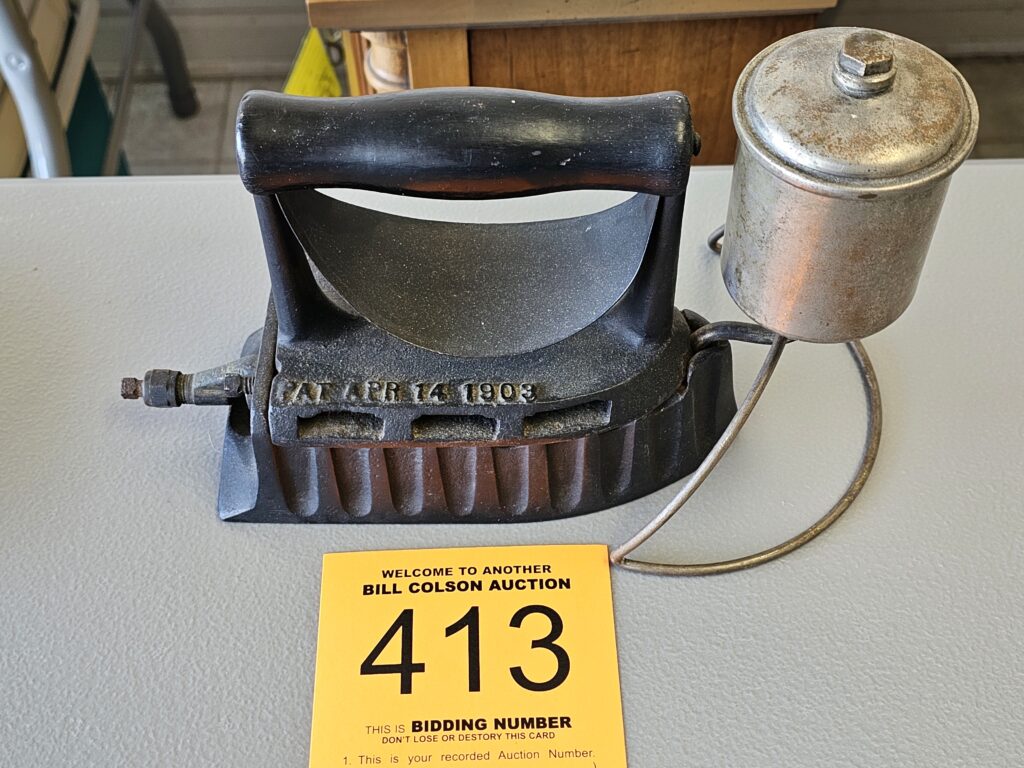 PAT APR 14 1903
WELCOME TO ANOTHER
BILL COLSON AUCTION
413
THIS IS BIDDING NUMBER
DON'T LOSE OR DESTORY THIS CARD
1. This is your recorded Auction Number.